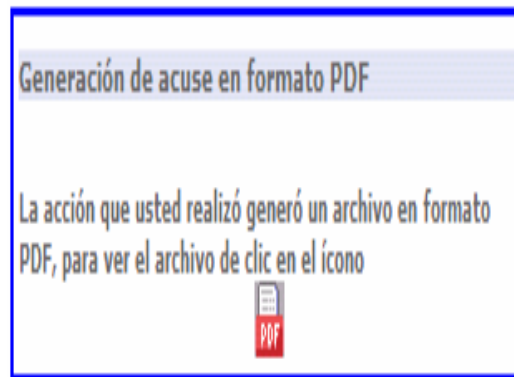 Generación de acuse en formato PDF
La acción que usted realizó generó un archivo en formato
PDF, para ver el archivo de clic en el ícono
PDF